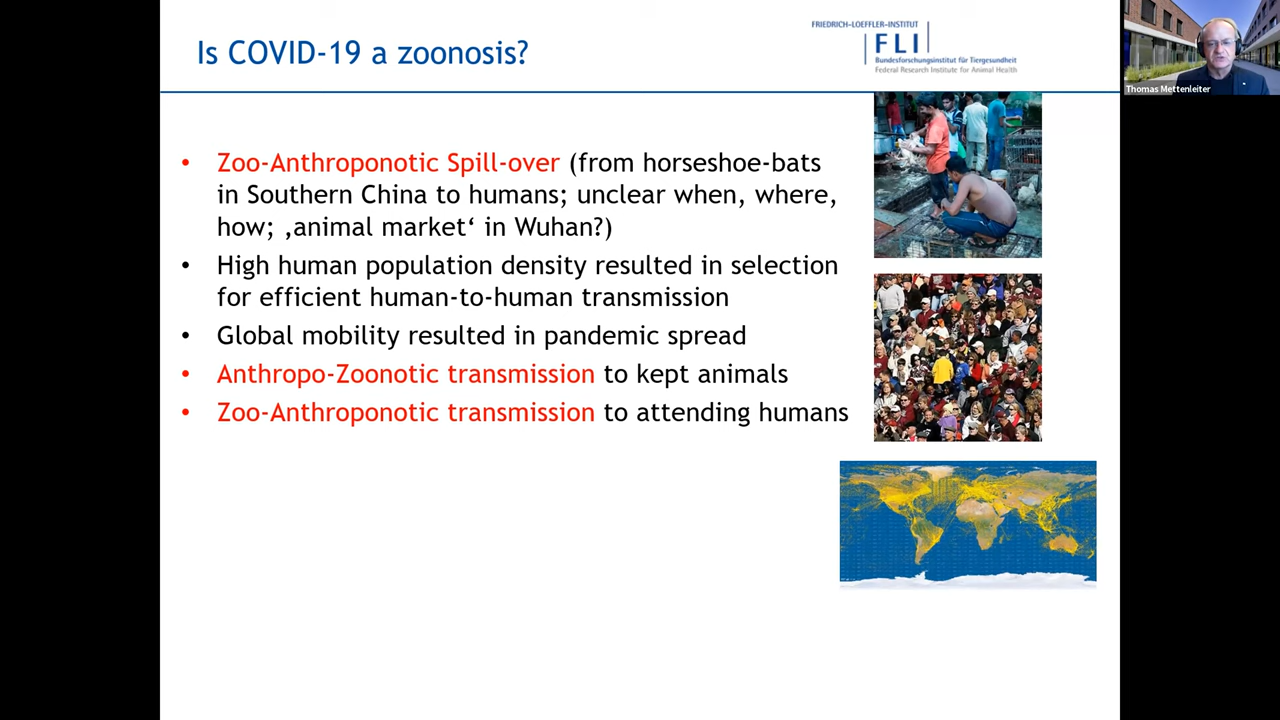 Is COVID-19 a zoonosis?
FRIEDRICH-LOEFFLER-INSTITUT
FLI
Bundesforschungsinstitut für Tiergesundheit
Federal Research Institute for Animal Health
Thomas Mettenleiter
• Zoo-Anthroponotic Spill-over (from horseshoe-bats
in Southern China to humans; unclear when, where,
how; ‚animal market‘ in Wuhan?)
• High human population density resulted in selection
for efficient human-to-human transmission
• Global mobility resulted in pandemic spread
• Anthropo-Zoonotic transmission to kept animals
• Zoo-Anthroponotic transmission to attending humans